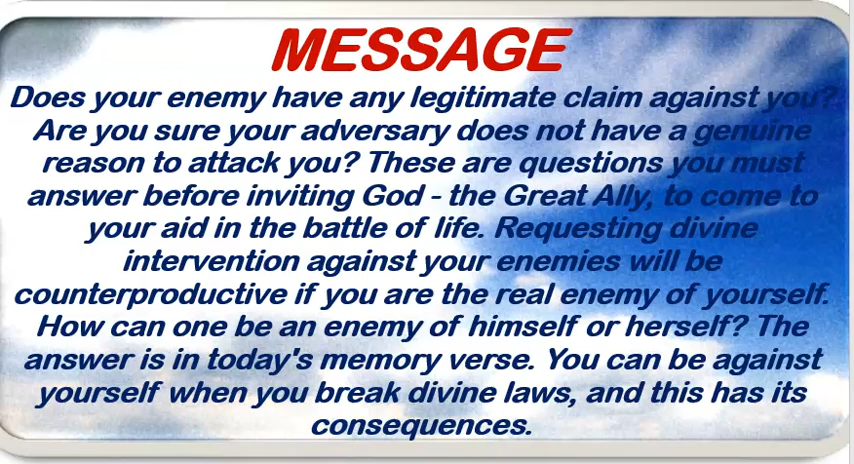 MESSAGE
Does your enemy have any legitimate claim against you?
Are you sure your adversary does not have a genuine
reason to attack you? These are questions you must
answer before inviting God - the Great Ally, to come to
your aid in the battle of life. Requesting divine
intervention against your enemies will be
counterproductive if you are the real enemy of yourself.
How can one be an enemy of himself or herself? The
answer is in today's memory verse. You can be against
yourself when you break divine laws, and this has its
consequences.